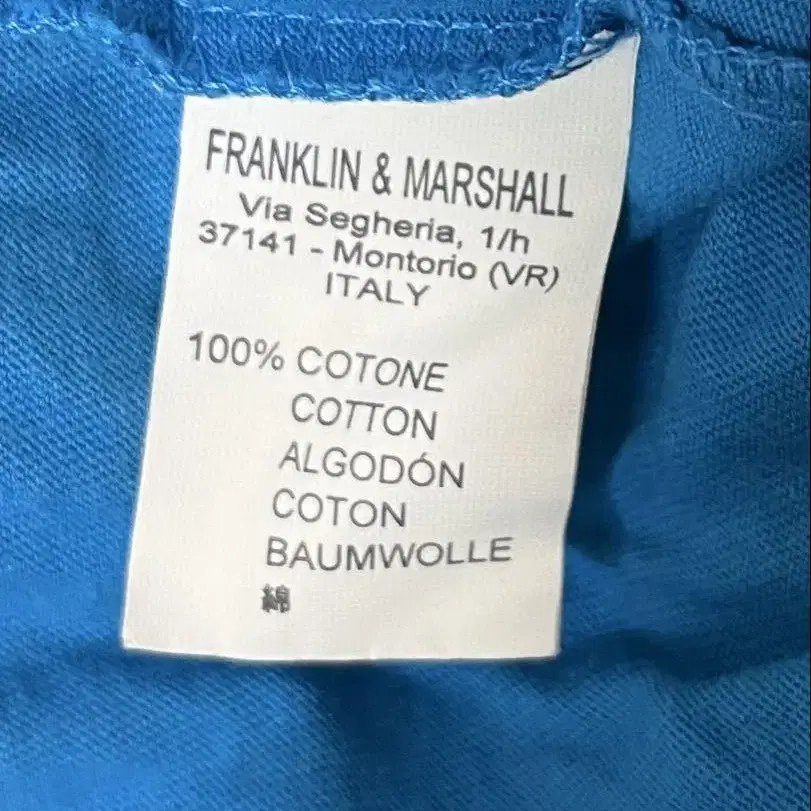 FRANKLIN & MARSHALL
Via Segheria, 1/h
37141 - Montorio (VR)
ITALY
100% COTONE
COTTON
ALGODÓN
COTON
BAUMWOLLE
綿